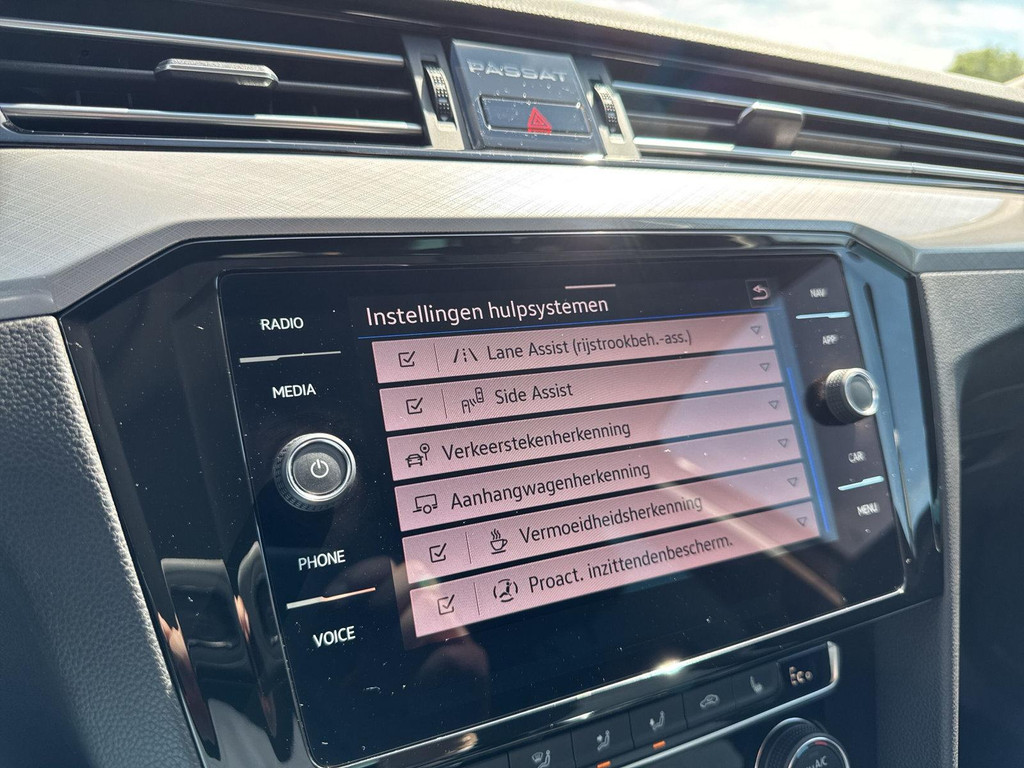 PASSAT
Instellingen hulpsystemen
RADIO
MEDIA
PHONE
VOICE
Lane Assist (rijstrookbeh.-ass.)
Side Assist
Verkeerstekenherkenning
Aanhangwagenherkenning
Vermoeidheidsherkenning
Proact. inzittendenbescherm.
NAV
APP
CAR
MENU
A/C